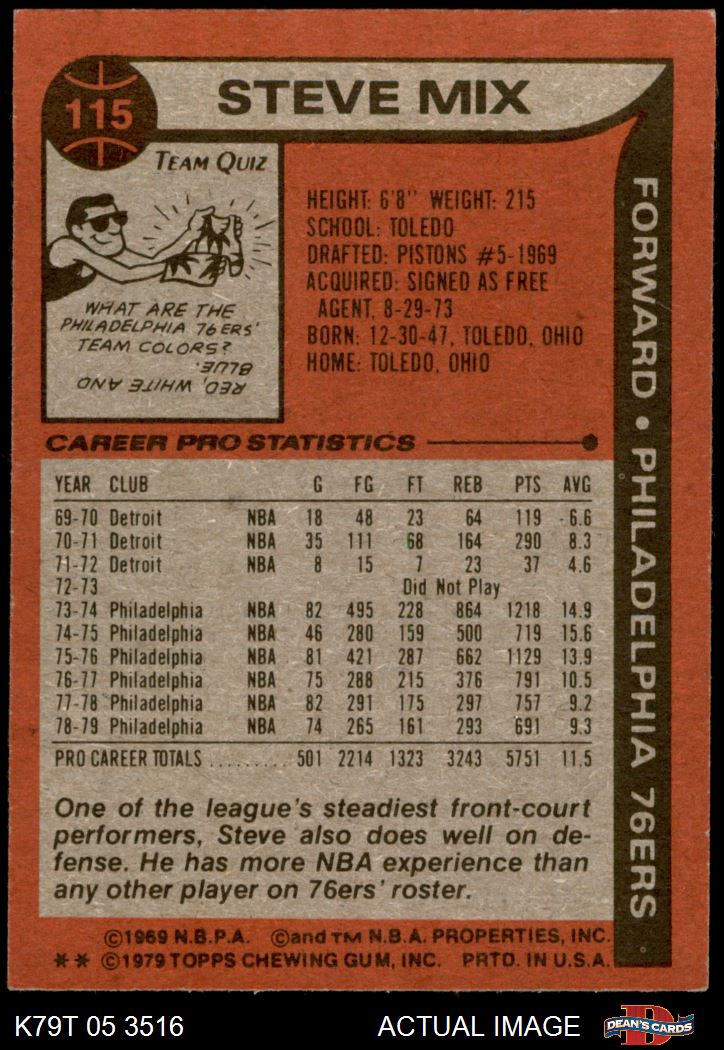 115
STEVE MIX
TEAM QUIZ
WHAT ARE THE
PHILADELPHIA 76ERS'
TEAM COLORS?
RED, WHITE AND
BLUE.
HEIGHT: 6'8" WEIGHT: 215
SCHOOL: TOLEDO
DRAFTED: PISTONS #5-1969
ACQUIRED: SIGNED AS FREE
AGENT, 8-29-73
BORN: 12-30-47, TOLEDO, OHIO
HOME: TOLEDO, OHIO
FORWARD • PHILADELPHIA 76ERS
CAREER PRO STATISTICS
YEAR CLUB G FG FT REB PTS AVG
69-70 Detroit NBA 18 48 23 64 119 6.6
70-71 Detroit NBA 35 111 68 164 290 8.3
71-72 Detroit NBA 8 15 7 23 37 4.6
72-73 Did Not Play
73-74 Philadelphia NBA 82 495 228 864 1218 14.9
74-75 Philadelphia NBA 46 280 159 500 719 15.6
75-76 Philadelphia NBA 81 421 287 662 1129 13.9
76-77 Philadelphia NBA 75 288 215 376 791 10.5
77-78 Philadelphia NBA 82 291 175 297 757 9.2
78-79 Philadelphia NBA 74 265 161 293 691 9.3
PRO CAREER TOTALS ......... 501 2214 1323 3243 5751 11.5
One of the league's steadiest front-court
performers, Steve also does well on de-
fense. He has more NBA experience than
any other player on 76ers' roster.
©1969 N.B.P.A. ©and TM N.B.A. PROPERTIES, INC.
** ©1979 TOPPS CHEWING GUM, INC. PRTD. IN U.S.A.
K79T 05 3516 ACTUAL IMAGE
D
DEAN'S CARDS